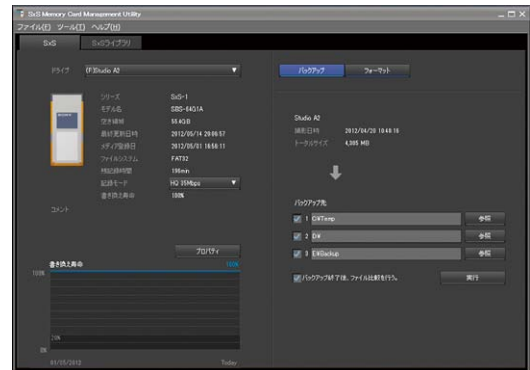 SxS Memory Card Management Utility
ファイル(F) ツール(T) ヘルプ(H)
SxS SxSライブラリ
ドライブ (F)Studio A2
シリーズ SxS-1
モデル名 SBS-64G1A
空き領域 55.4GB
最終更新日時 2012/05/14 20:06:57
メディア登録日 2012/05/01 16:56:11
ファイルシステム FAT32
残記録時間 196min
記録モード HQ 35Mbps
書き換え寿命 100%
コメント
プロパティ
書き換え寿命 100%
100%
20%
0%
01/05/2012 Today
バックアップ フォーマット
Studio A2
撮影日時 2012/04/28 10:48:16
トータルサイズ 4,095 MB
バックアップ先
1 C:¥Temp 参照
2 D:¥ 参照
3 E:¥Backup 参照
バックアップ終了後、ファイル比較を行う。 実行
SONY